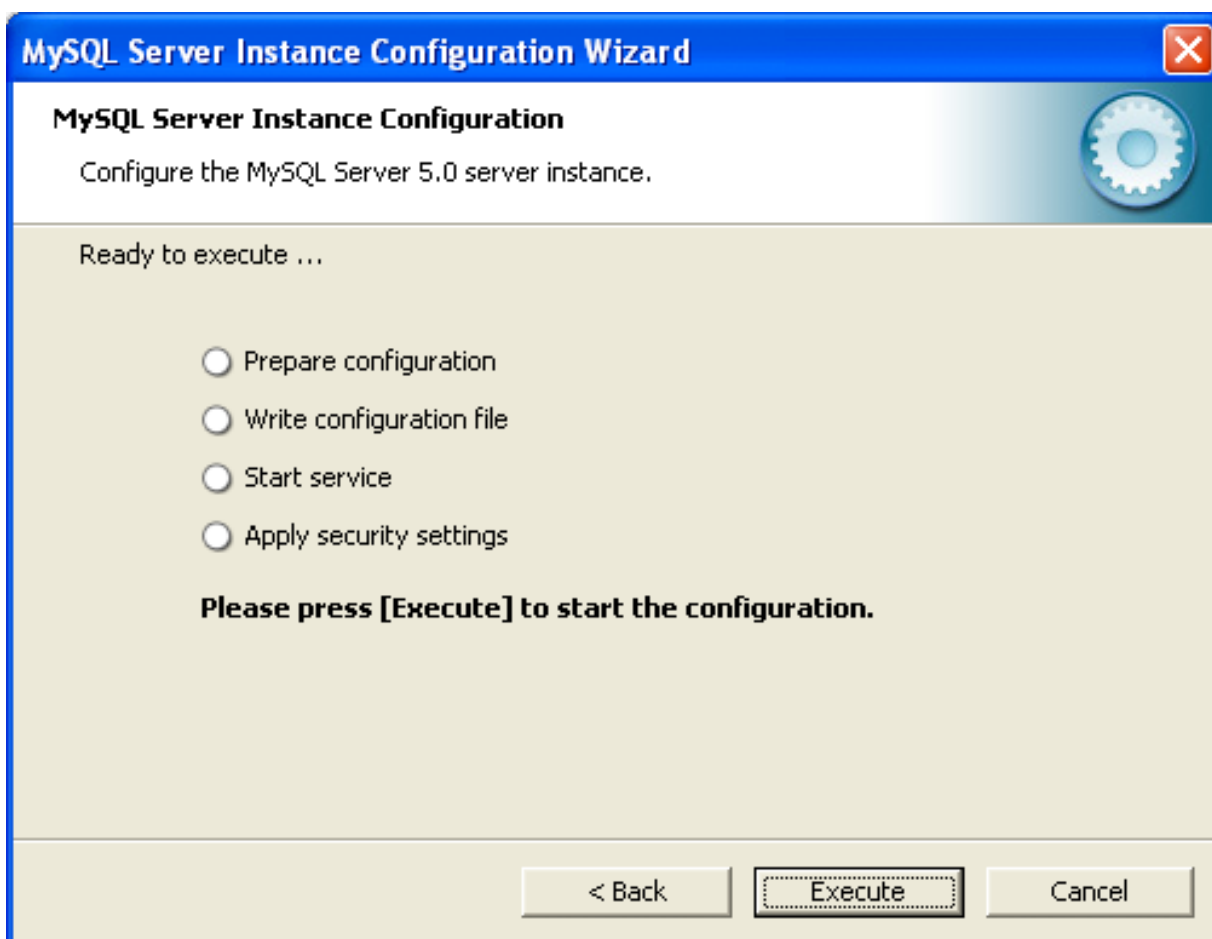 MySQL Server Instance Configuration Wizard
MySQL Server Instance Configuration
Configure the MySQL Server 5.0 server instance.
Ready to execute ...
Prepare configuration
Write configuration file
Start service
Apply security settings
Please press [Execute] to start the configuration.
< Back Execute Cancel